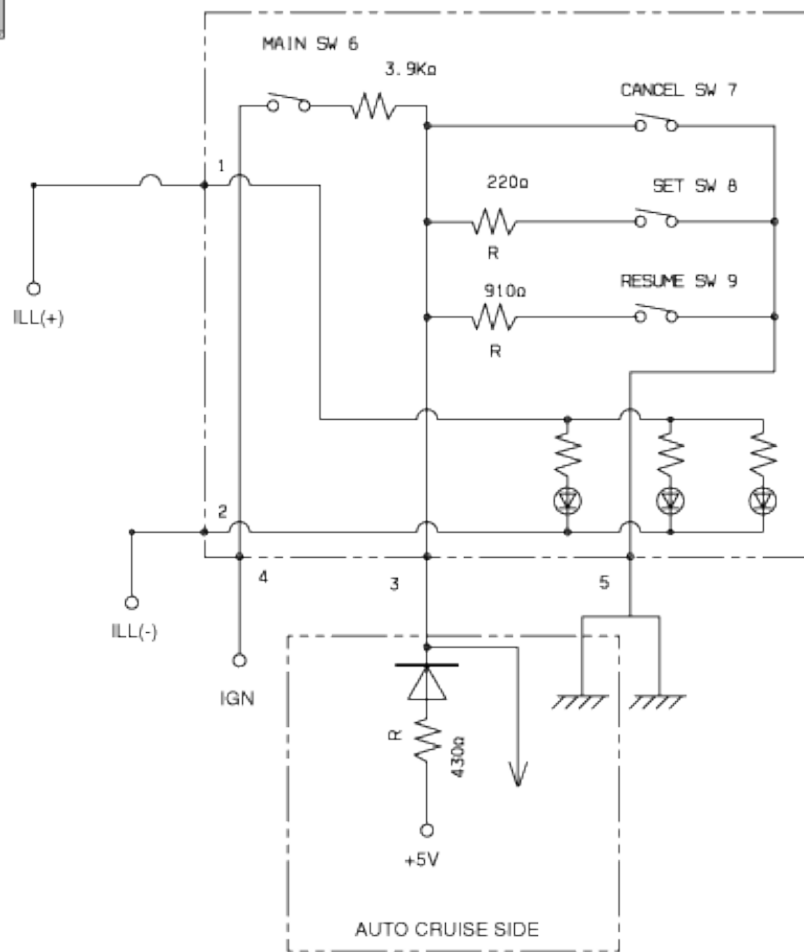 MAIN SW 6
3.9KΩ
CANCEL SW 7
1
220Ω
SET SW 8
R
RESUME SW 9
910Ω
R
ILL(+)
2
4
3
5
ILL(-)
IGN
R
430Ω
+5V
AUTO CRUISE SIDE